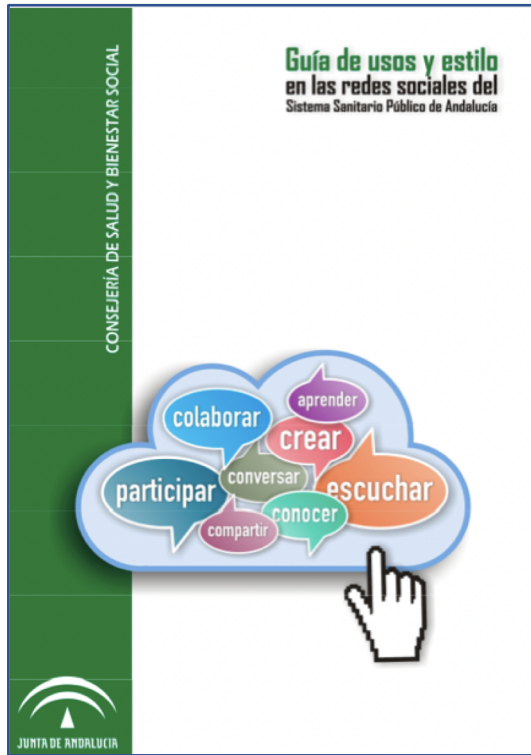 Guía de usos y estilo
en las redes sociales del
Sistema Sanitario Público de Andalucía
CONSEJERÍA DE SALUD Y BIENESTAR SOCIAL
aprender
colaborar
crear
conversar
escuchar
participar
conocer
compartir
JUNTA DE ANDALUCIA